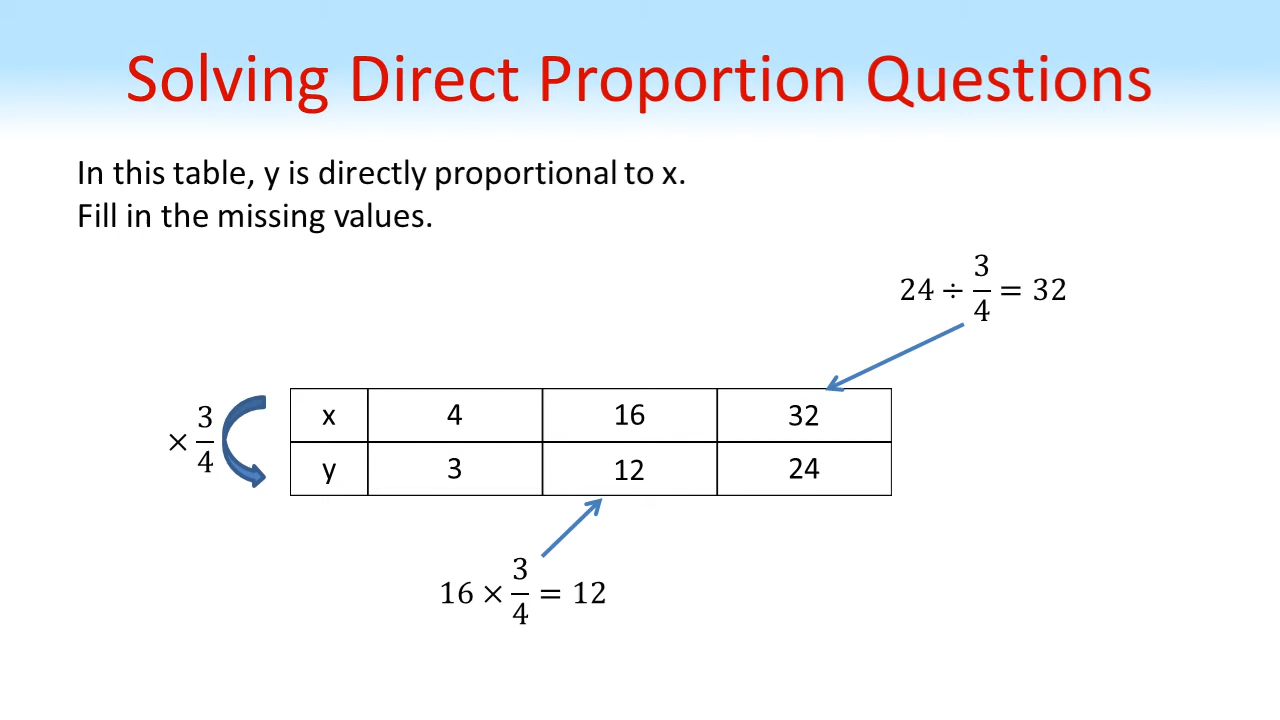 Solving Direct Proportion Questions
In this table, y is directly proportional to x.
Fill in the missing values.
24 ÷ 3/4 = 32
× 3/4
x 4 16 32
y 3 12 24
16 × 3/4 = 12